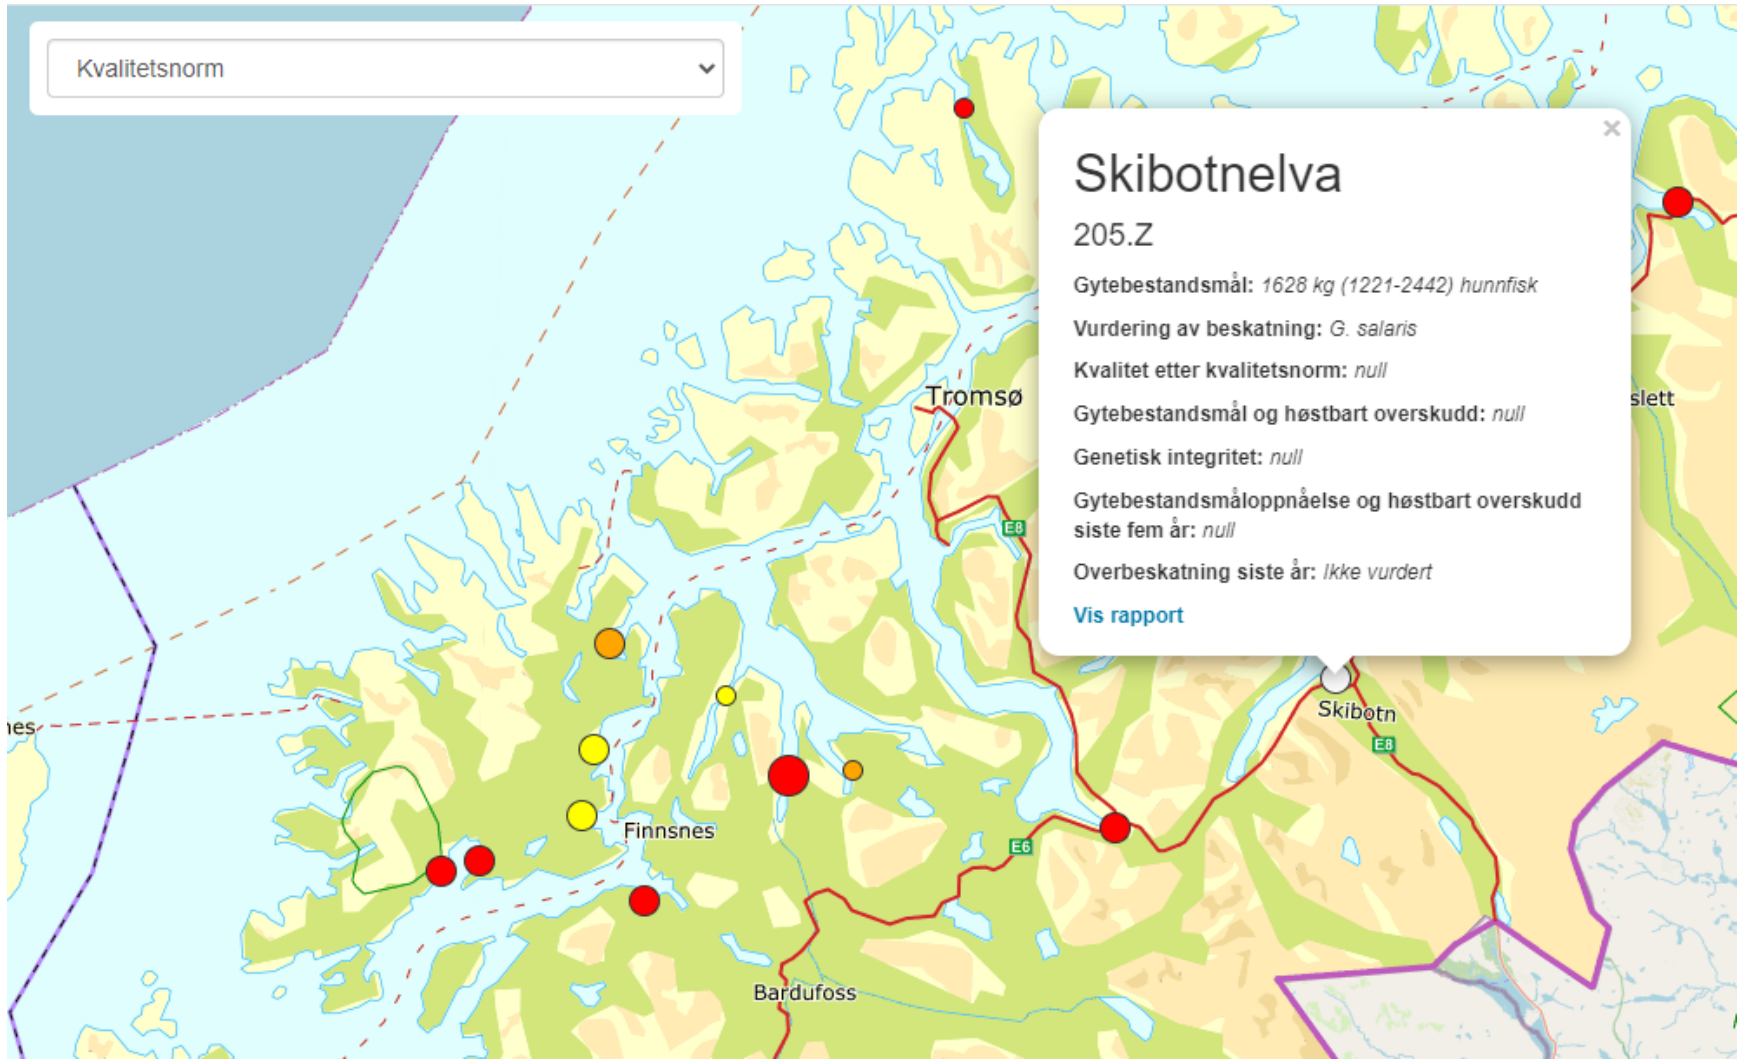 Kvalitetsnorm
×
Skibotnelva
205.Z
Gytebestandsmål: 1628 kg (1221-2442) hunnfisk
Vurdering av beskatning: G. salaris
Kvalitet etter kvalitetsnorm: null
Gytebestandsmål og høstbart overskudd: null
Genetisk integritet: null
Gytebestandsmåloppnåelse og høstbart overskudd
siste fem år: null
Overbeskatning siste år: Ikke vurdert
Vis rapport
Tromsø
slett
E8
Skibotn
E8
nes
Finnsnes
E6
Bardufoss